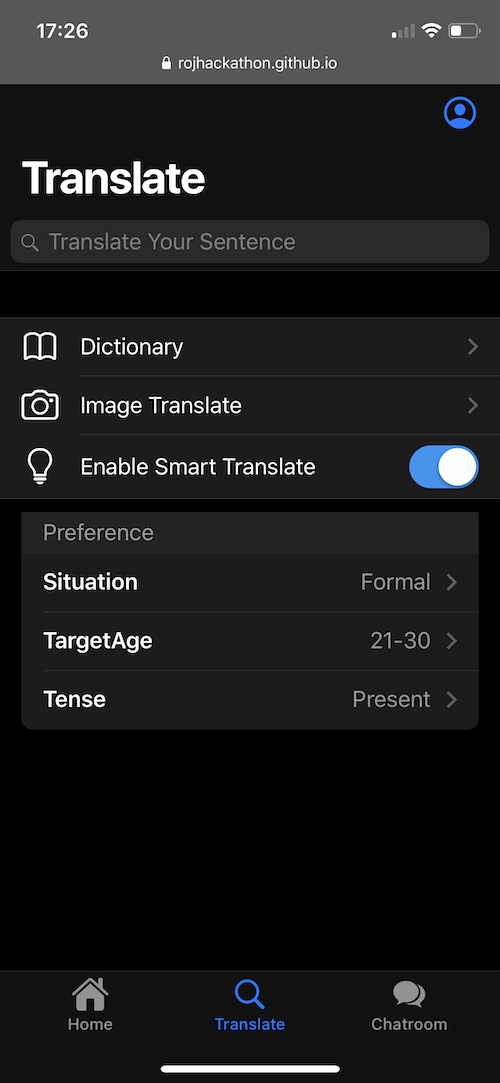 17:26
rojhackathon.github.io
Translate
Translate Your Sentence
Dictionary
Image Translate
Enable Smart Translate
Preference
Situation Formal
TargetAge 21-30
Tense Present
Home Translate Chatroom